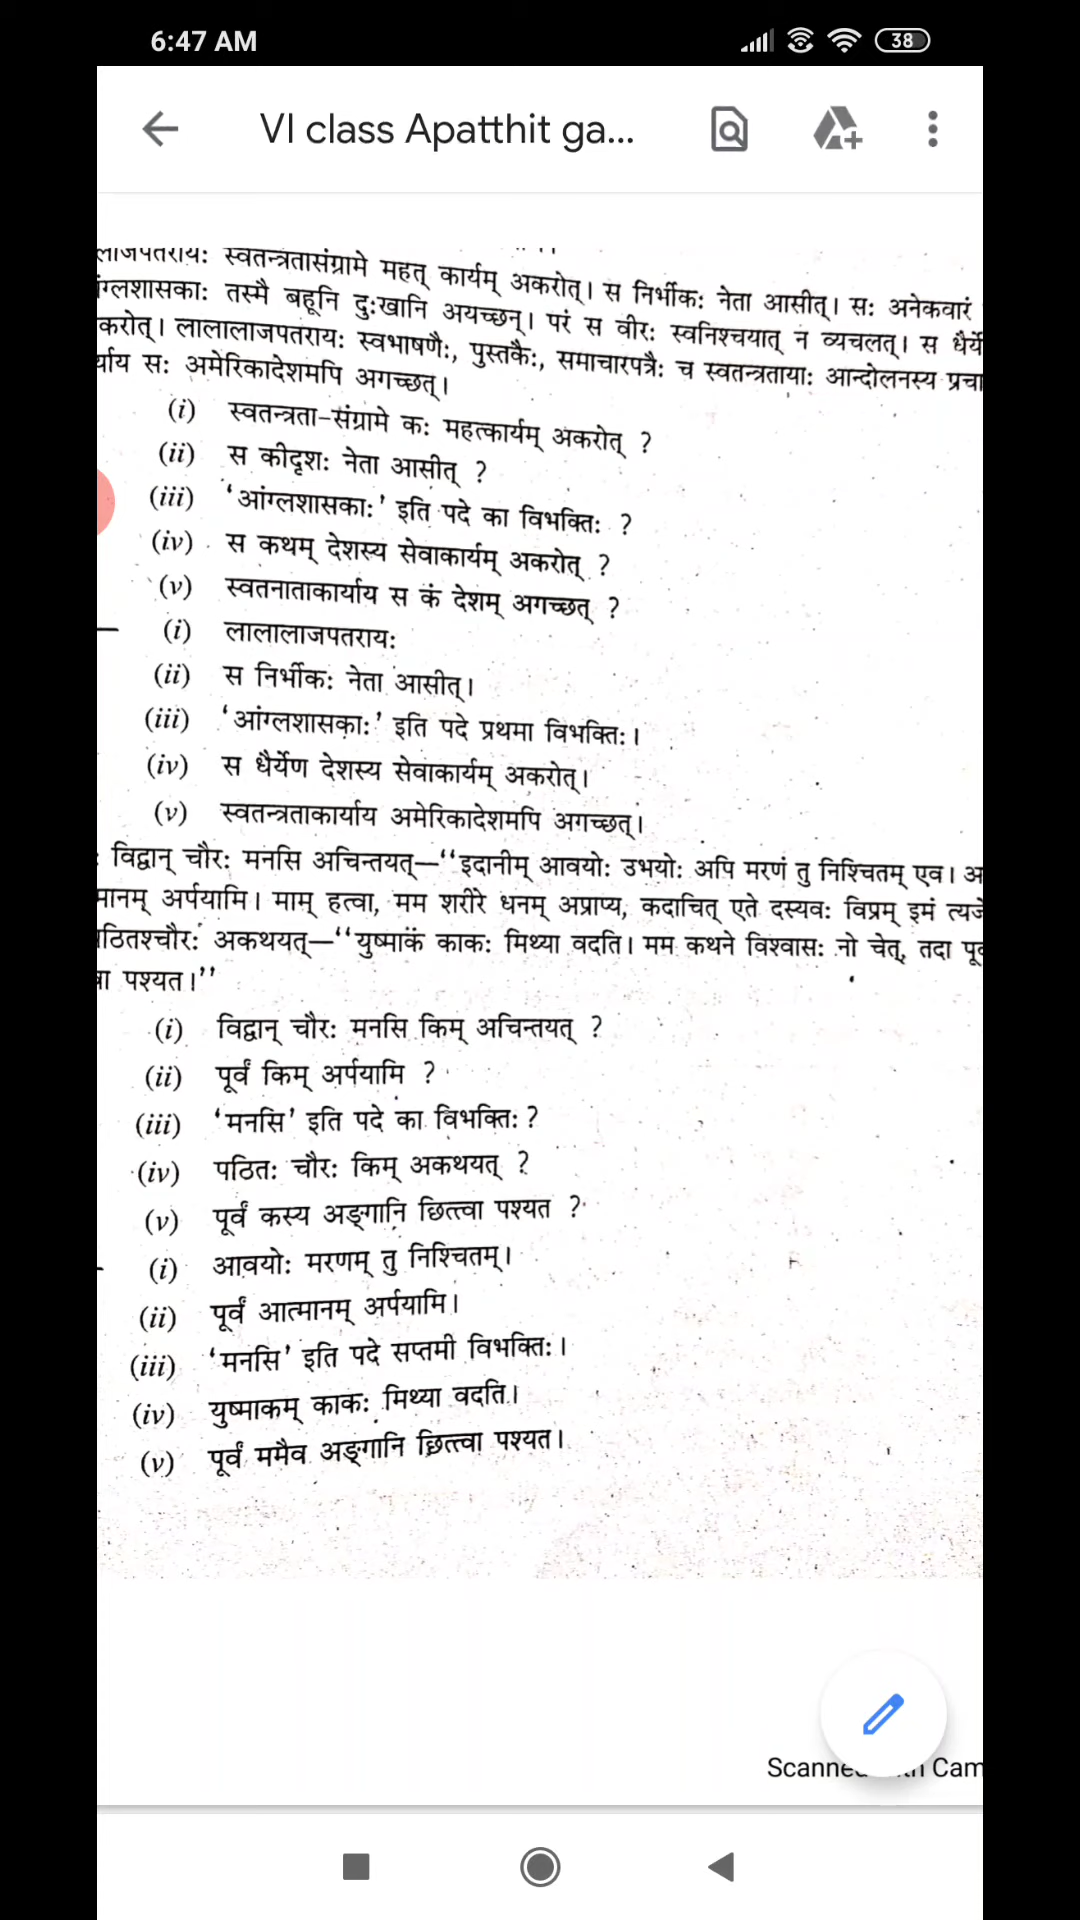 6:47 AM
38
VI class Apatthit ga...
लाजपतरायः स्वतन्त्रतासंग्रामे महत् कार्यम् अकरोत्। स निर्भीकः नेता आसीत्। सः अनेकवारं
ंग्लशासकाः तस्मै बहूनि दुःखानि अयच्छन्। परं स वीरः स्वनिश्चयात् न व्यचलत्। स धैर्ये
करोत्। लालालाजपतरायः स्वभाषणैः, पुस्तकैः, समाचारपत्रैः च स्वतन्त्रतायाः आन्दोलनस्य प्रचा
र्याय सः अमेरिकादेशमपि अगच्छत्।
(i) स्वतन्त्रता-संग्रामे कः महत्कार्यम् अकरोत् ?
(ii) स कीदृशः नेता आसीत् ?
(iii) 'आंग्लशासकाः' इति पदे का विभक्तिः ?
(iv) स कथम् देशस्य सेवाकार्यम् अकरोत् ?
(v) स्वतनाताकार्याय स कं देशम् अगच्छत् ?
(i) लालालाजपतरायः
(ii) स निर्भीकः नेता आसीत्।
(iii) 'आंग्लशासकाः' इति पदे प्रथमा विभक्तिः।
(iv) स धैर्येण देशस्य सेवाकार्यम् अकरोत्।
(v) स्वतन्त्रताकार्याय अमेरिकादेशमपि अगच्छत्।
: विद्वान् चौरः मनसि अचिन्तयत्—"इदानीम् आवयोः उभयोः अपि मरणं तु निश्चितम् एव। अ
मानम् अर्पयामि। माम् हत्वा, मम शरीरे धनम् अप्राप्य, कदाचित् एते दस्यवः विप्रम् इमं त्यजे
ठितश्चौरः अकथयत्—"युष्माकं काकः मिथ्या वदति। मम कथने विश्वासः नो चेत्, तदा पूर्व
वा पश्यत।"
(i) विद्वान् चौरः मनसि किम् अचिन्तयत् ?
(ii) पूर्वं किम् अर्पयामि ?
(iii) 'मनसि' इति पदे का विभक्तिः ?
(iv) पठितः चौरः किम् अकथयत् ?
(v) पूर्वं कस्य अङ्गानि छित्त्वा पश्यत ?
(i) आवयोः मरणम् तु निश्चितम्।
(ii) पूर्वं आत्मानम् अर्पयामि।
(iii) 'मनसि' इति पदे सप्तमी विभक्तिः।
(iv) युष्माकम् काकः मिथ्या वदति।
(v) पूर्वं ममैव अङ्गानि छित्त्वा पश्यत।
Scanne Cam